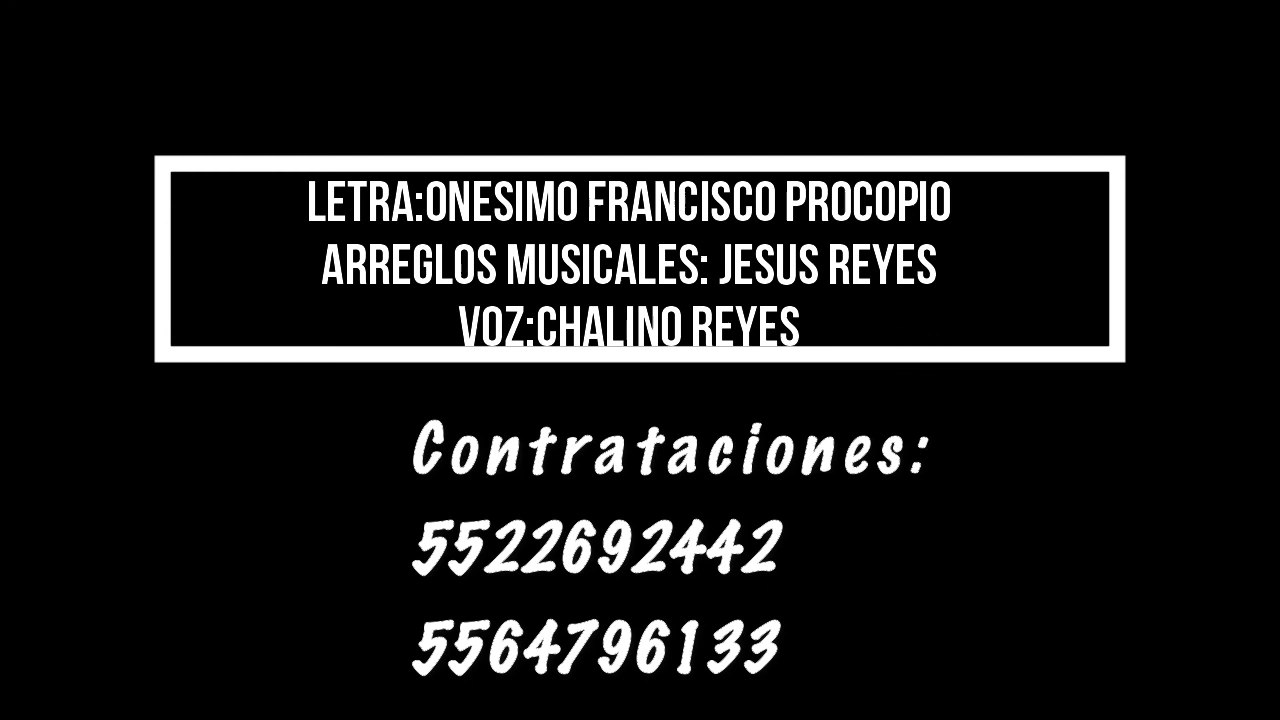 LETRA:ONESIMO FRANCISCO PROCOPIO
ARREGLOS MUSICALES: JESUS REYES
VOZ:CHALINO REYES
Contrataciones:
5522692442
5564796133